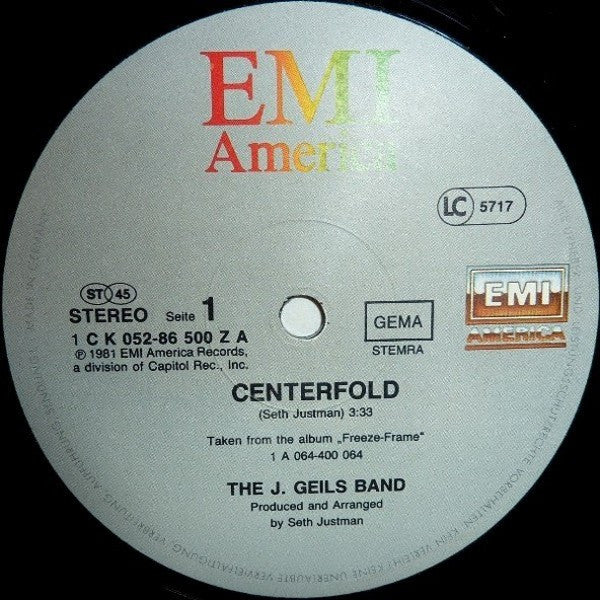 EMI
America
LC 5717
EMI
AMERICA
ST 45
STEREO Seite 1
1 C K 052-86 500 Z A
℗ 1981 EMI America Records,
a division of Capitol Rec., Inc.
GEMA
STEMRA
CENTERFOLD
(Seth Justman) 3:33
Taken from the album „Freeze-Frame“
1 A 064-400 064
THE J. GEILS BAND
Produced and Arranged
by Seth Justman